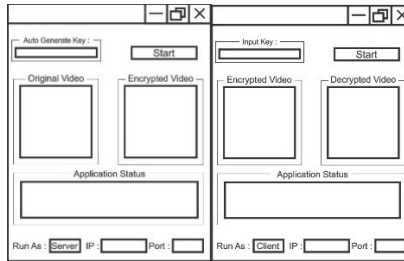 Auto Generate Key :
Start
Original Video
Encrypted Video
Application Status
Run As : Server IP : Port :
Input Key :
Start
Encrypted Video
Decrypted Video
Application Status
Run As : Client IP : Port :